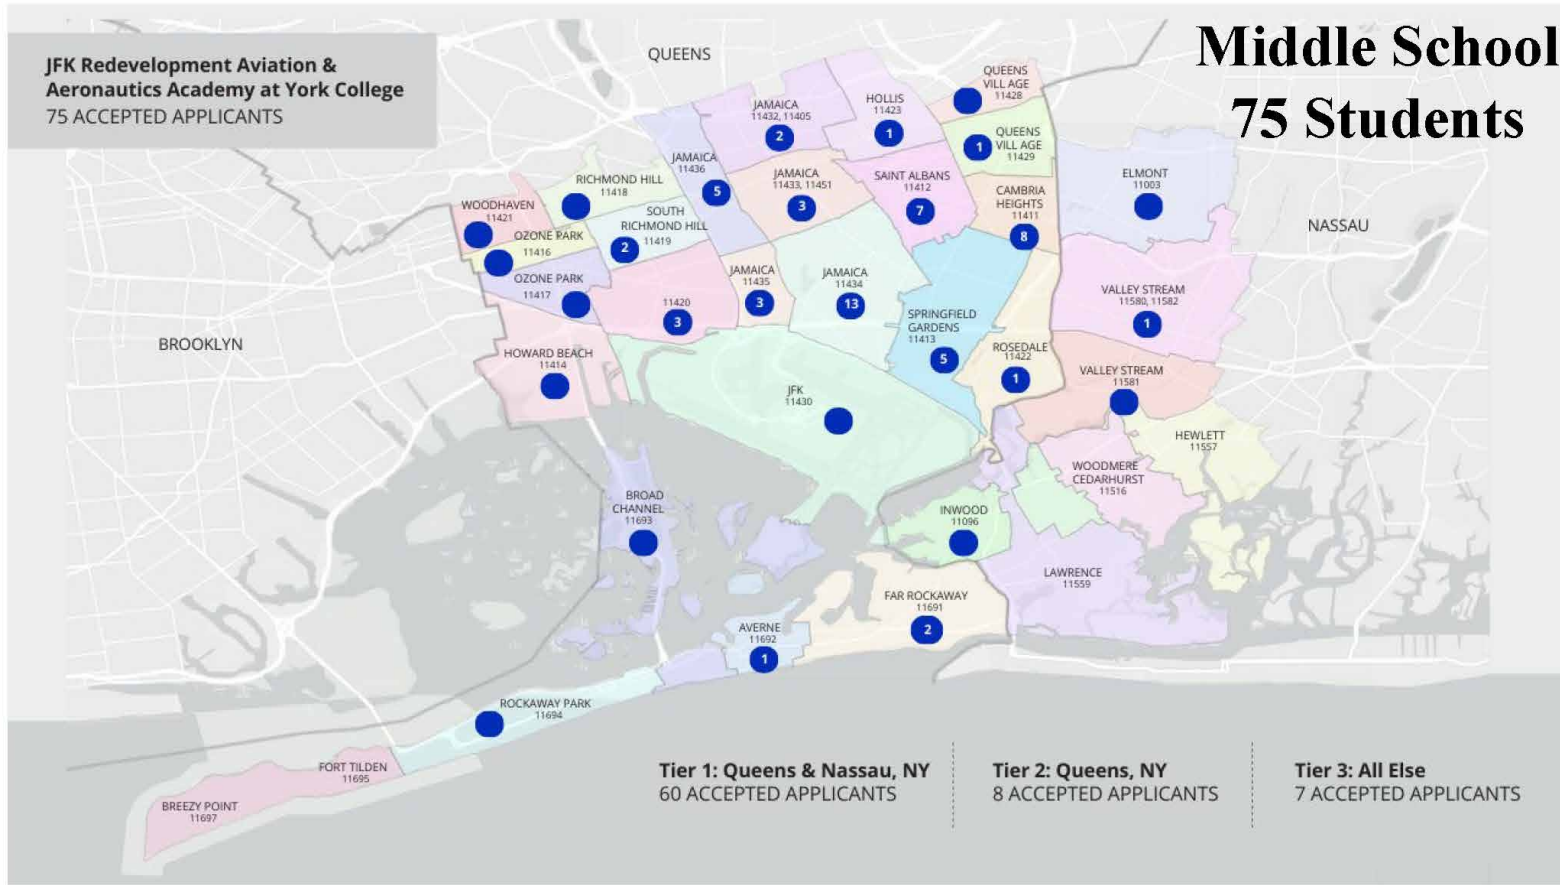 Middle School
75 Students
JFK Redevelopment Aviation &
Aeronautics Academy at York College
75 ACCEPTED APPLICANTS
QUEENS
QUEENS
VILLAGE
11428
JAMAICA
11432, 11405
2
HOLLIS
11423
1
1
QUEENS
VILLAGE
11429
JAMAICA
11436
5
JAMAICA
11433, 11451
3
SAINT ALBANS
11412
7
CAMBRIA
HEIGHTS
11411
8
ELMONT
11003
NASSAU
RICHMOND HILL
11418
WOODHAVEN
11421
SOUTH
RICHMOND HILL
2
11419
OZONE PARK
11416
OZONE PARK
11417
11420
3
JAMAICA
11435
3
JAMAICA
11434
13
SPRINGFIELD
GARDENS
11413
5
ROSEDALE
11422
1
VALLEY STREAM
11580, 11582
1
VALLEY STREAM
11581
BROOKLYN
HOWARD BEACH
11414
JFK
11430
HEWLETT
11557
WOODMERE
CEDARHURST
11516
BROAD
CHANNEL
11693
INWOOD
11096
LAWRENCE
11559
FAR ROCKAWAY
11691
2
AVERNE
11692
1
ROCKAWAY PARK
11694
FORT TILDEN
11695
BREEZY POINT
11697
Tier 1: Queens & Nassau, NY
60 ACCEPTED APPLICANTS
Tier 2: Queens, NY
8 ACCEPTED APPLICANTS
Tier 3: All Else
7 ACCEPTED APPLICANTS